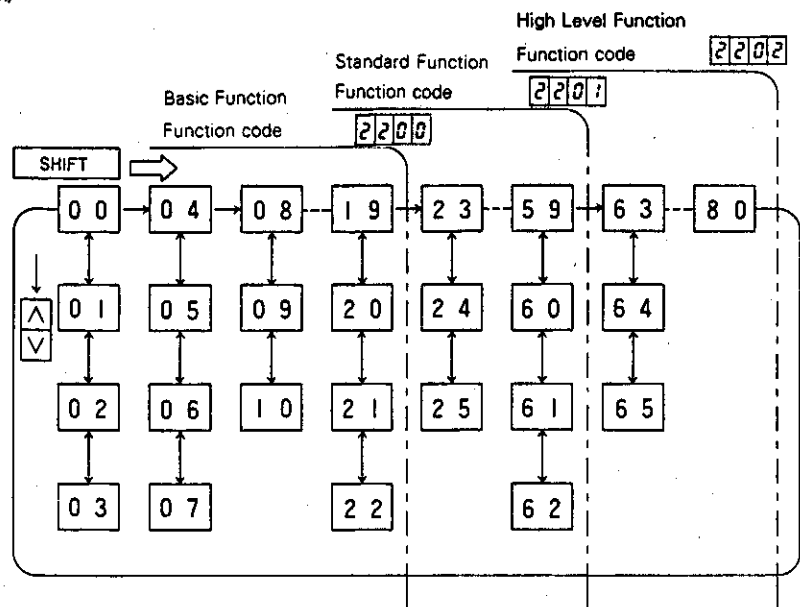 High Level Function
Function code 2202
Standard Function
Function code 2201
Basic Function
Function code 2200
SHIFT
00 04 08 19 23 59 63 80
01 05 09 20 24 60 64
02 06 10 21 25 61 65
03 07 22 62